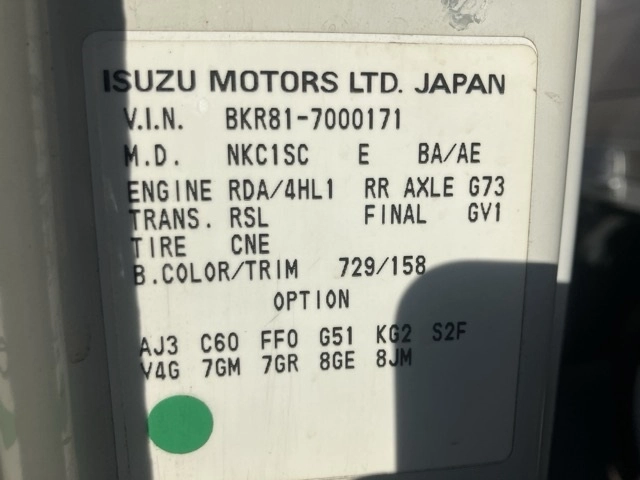 ISUZU MOTORS LTD. JAPAN
V.I.N. BKR81-7000171
M.D. NKC1SC E BA/AE
ENGINE RDA/4HL1 RR AXLE G73
TRANS. RSL FINAL GV1
TIRE CNE
B.COLOR/TRIM 729/158
OPTION
AJ3 C60 FF0 G51 KG2 S2F
V4G 7GM 7GR 8GE 8JM